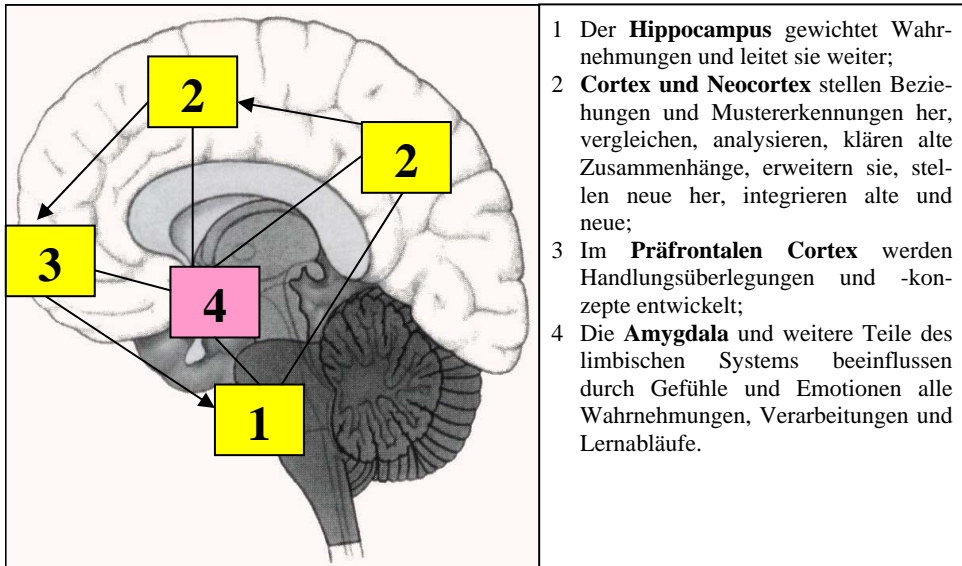 2
2
3
4
1
1 Der Hippocampus gewichtet Wahr-
nehmungen und leitet sie weiter;
2 Cortex und Neocortex stellen Bezie-
hungen und Mustererkennungen her,
vergleichen, analysieren, klären alte
Zusammenhänge, erweitern sie, stel-
len neue her, integrieren alte und
neue;
3 Im Präfrontalen Cortex werden
Handlungsüberlegungen und -kon-
zepte entwickelt;
4 Die Amygdala und weitere Teile des
limbischen Systems beeinflussen
durch Gefühle und Emotionen alle
Wahrnehmungen, Verarbeitungen und
Lernabläufe.